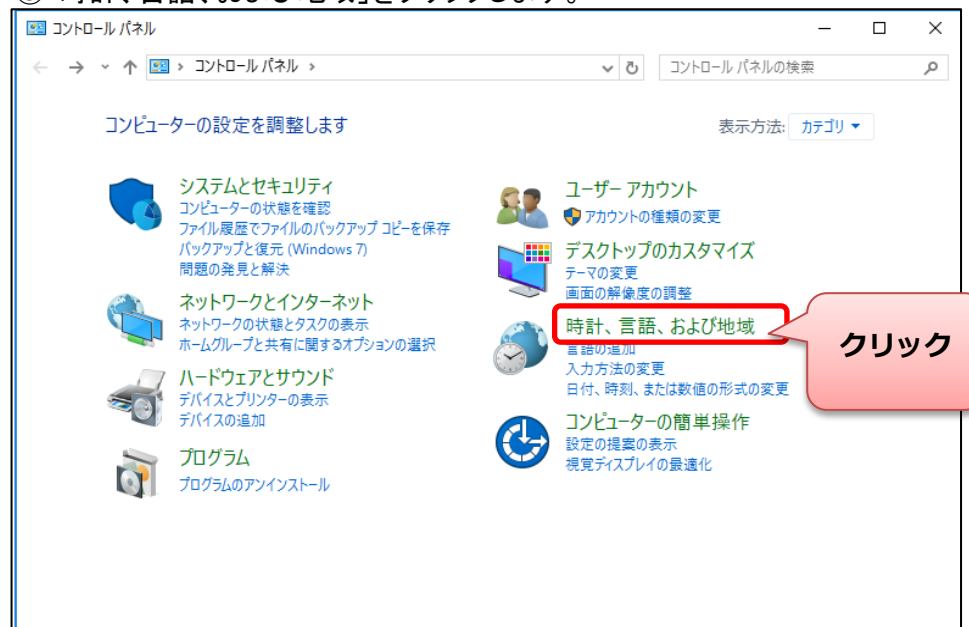 「時計、言語、および地域」をクリックします。
コントロール パネル
コントロール パネル
コントロール パネルの検索
コンピューターの設定を調整します
表示方法: カテゴリ
システムとセキュリティ
コンピューターの状態を確認
ファイル履歴でファイルのバックアップ コピーを保存
バックアップと復元 (Windows 7)
問題の発見と解決
ネットワークとインターネット
ネットワークの状態とタスクの表示
ホームグループと共有に関するオプションの選択
ハードウェアとサウンド
デバイスとプリンターの表示
デバイスの追加
プログラム
プログラムのアンインストール
ユーザー アカウント
アカウントの種類の変更
デスクトップのカスタマイズ
テーマの変更
画面の解像度の調整
時計、言語、および地域
言語の追加
入力方法の変更
日付、時刻、または数値の形式の変更
コンピューターの簡単操作
設定の提案の表示
視覚ディスプレイの最適化
クリック